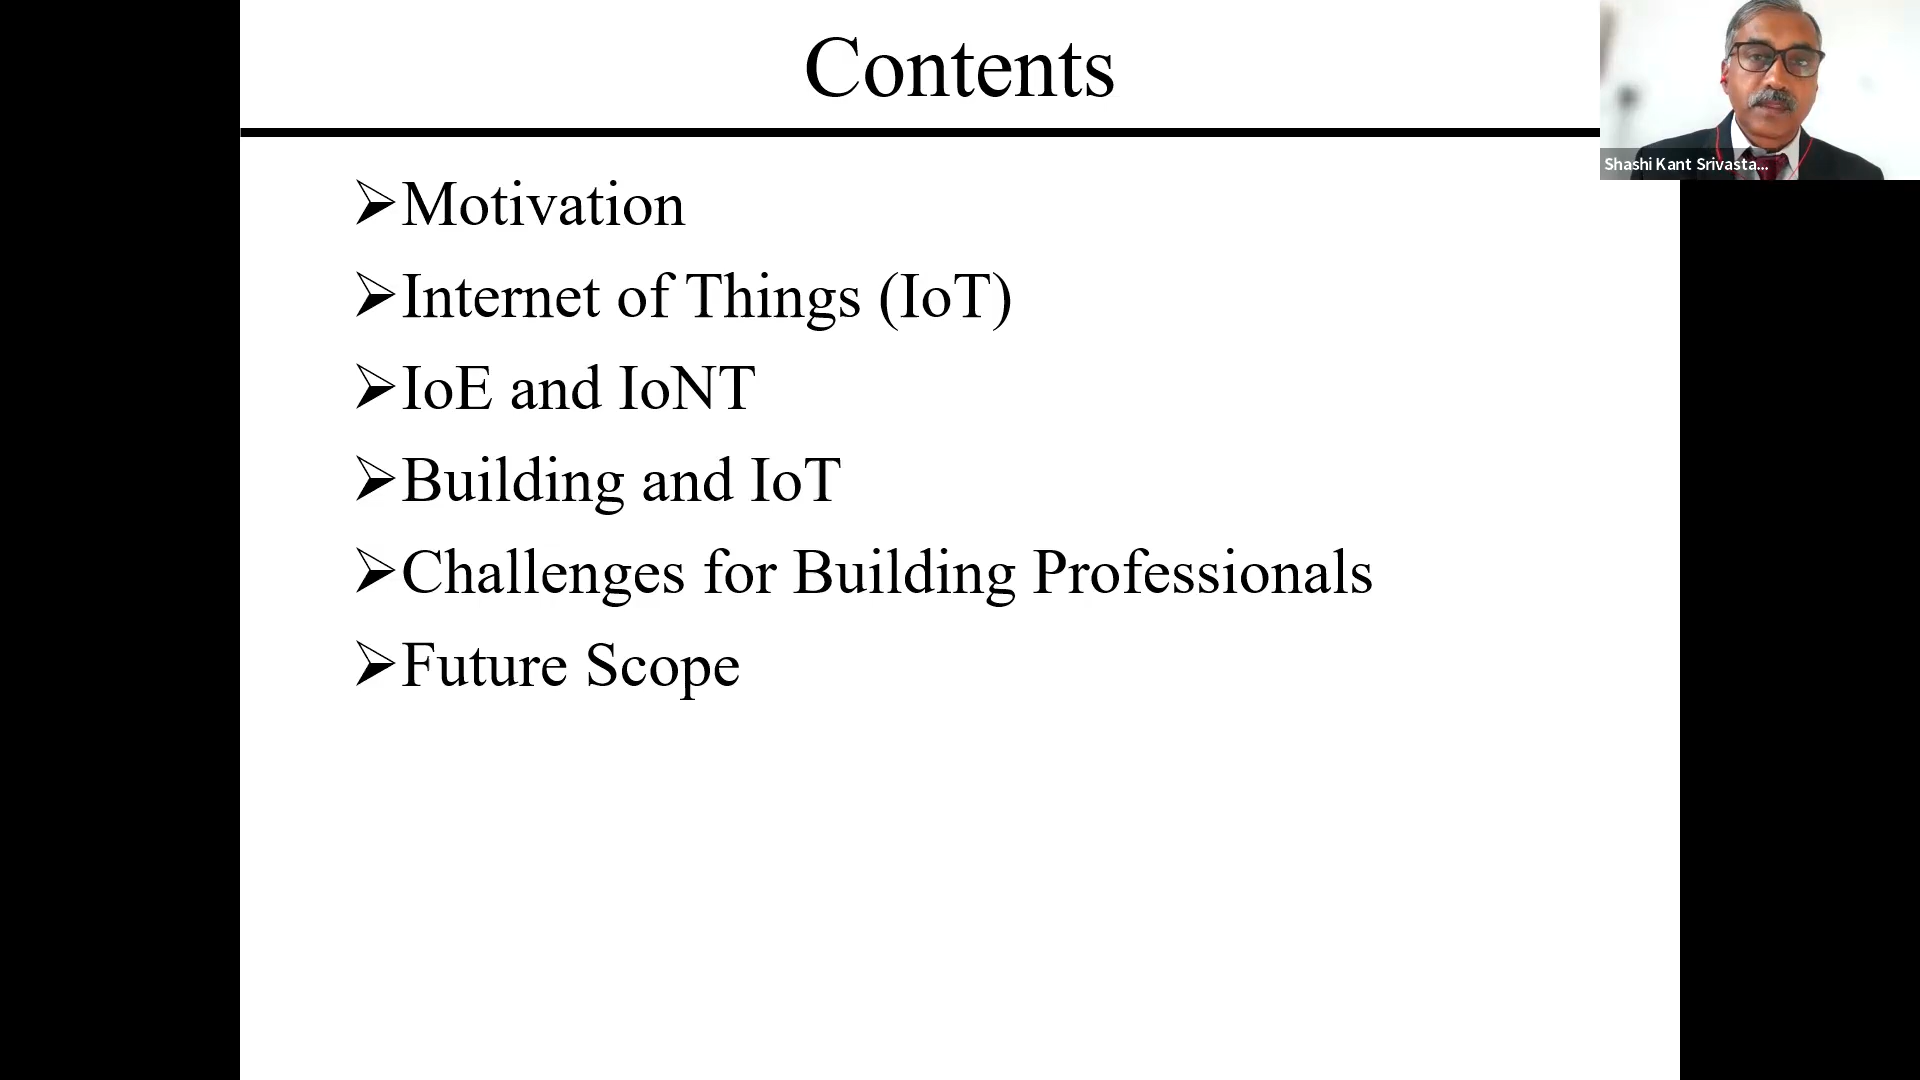 Contents
Shashi Kant Srivasta...
➢Motivation
➢Internet of Things (IoT)
➢IoE and IoNT
➢Building and IoT
➢Challenges for Building Professionals
➢Future Scope